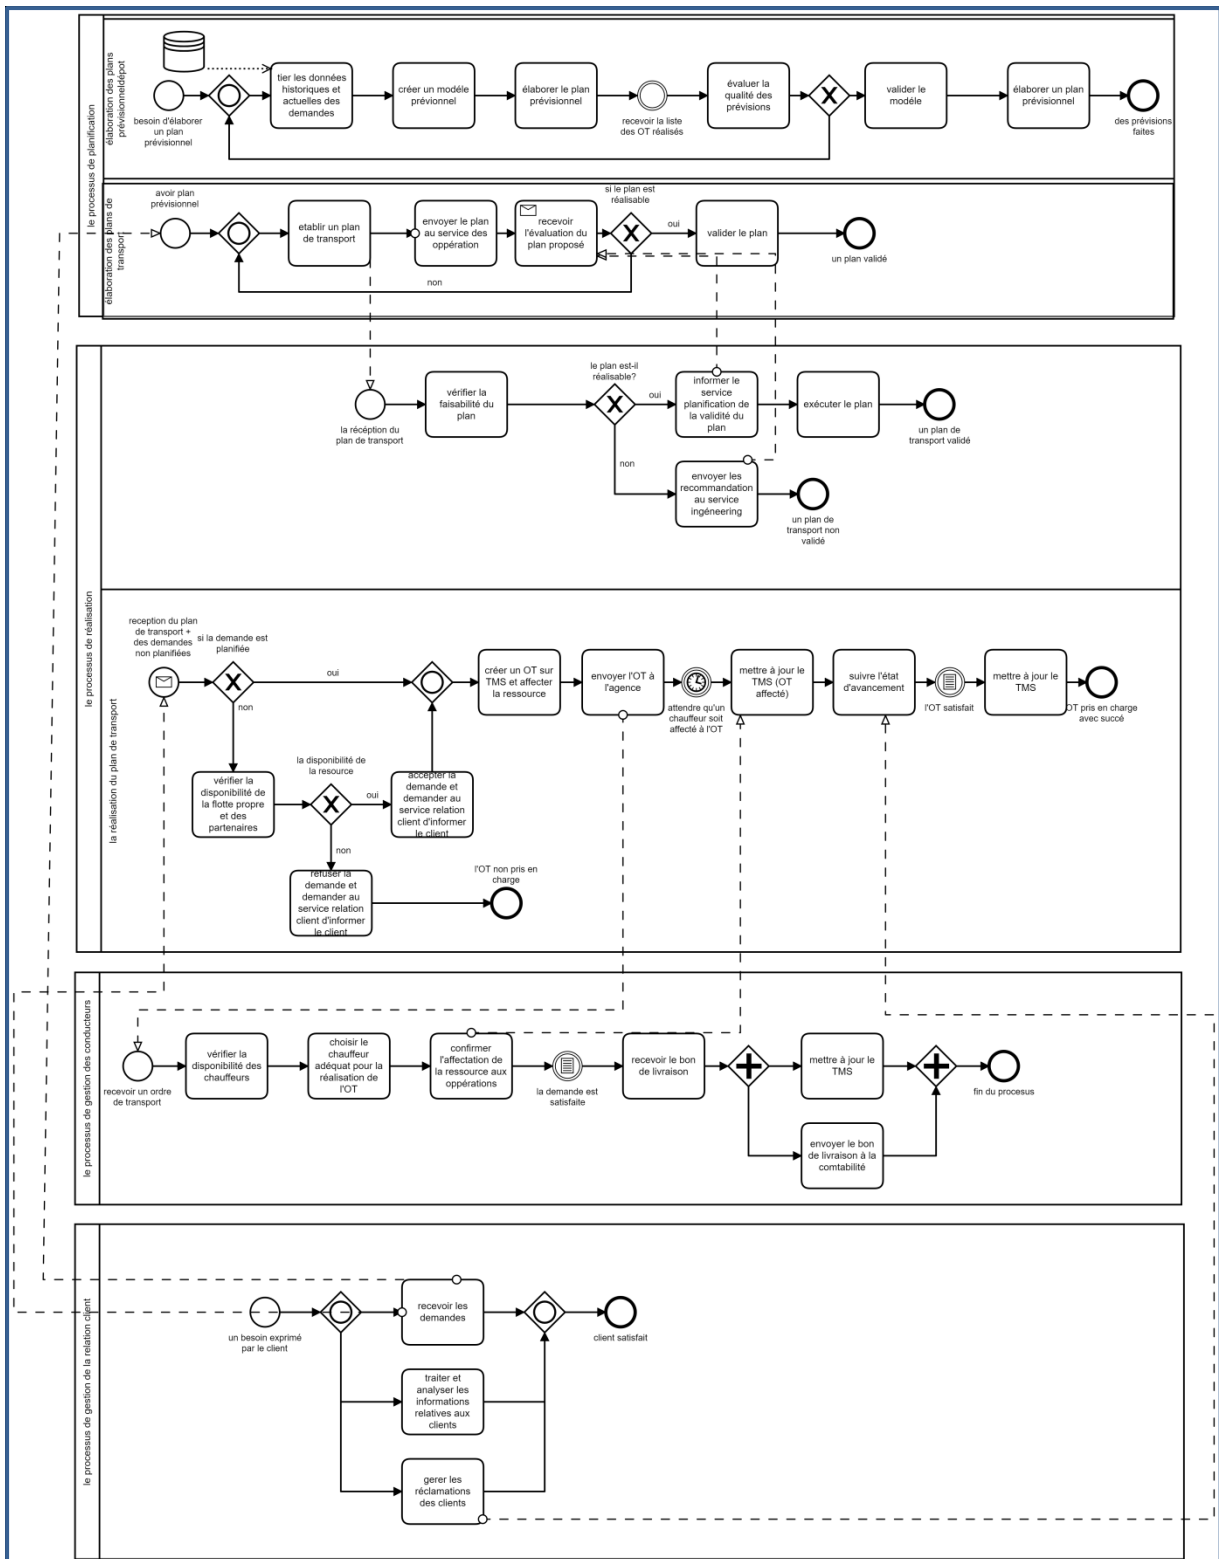 le processus de planification
élaboration des plans
prévisionneldépot
tier les données
historiques et
actuelles des
demandes
créer un modéle
prévionnel
élaborer le plan
prévisionnel
évaluer la
qualité des
prévisions
valider le
modéle
élaborer un plan
prévisionnel
besoin d'élaborer
un plan
prévisionnel
recevoir la liste
des OT réalisés
des prévisions
faites
élaboration des plans de
transport
avoir plan
prévisionnel
si le plan est
réalisable
etablir un plan
de transport
envoyer le plan
au service des
oppération
recevoir
l'évaluation du
plan proposé
oui
valider le plan
un plan validé
non
le processus de réalisation
le plan est-il
réalisable?
vérifier la
faisabilité du
plan
oui
informer le
service
planification de
la validité du
plan
exécuter le plan
la récéption du
plan de transport
un plan de
transport validé
non
envoyer les
recommandation
au service
ingéneering
un plan de
transport non
validé
la réalisation du plan de transport
reception du plan
de transport +
des demandes
non planifiées
si la demande est
planifiée
oui
non
créer un OT sur
TMS et affecter
la ressource
envoyer l'OT à
l'agence
attendre qu'un
chauffeur soit
affecté à l'OT
mettre à jour le
TMS (OT
affecté)
suivre l'état
d'avancement
l'OT satisfait
mettre à jour le
TMS
OT pris en charge
avec succé
vérifier la
disponibilité de
la flotte propre
et des
partenaires
la disponibilité de
la resource
oui
accepter la
demande et
demander au
service relation
client d'informer
le client
non
refuser la
demande et
demander au
service relation
client d'informer
le client
l'OT non pris en
charge
le processus de gestion des conducteurs
recevoir un ordre
de transport
vérifier la
disponibilité des
chauffeurs
choisir le
chauffeur
adéquat pour la
réalisation de
l'OT
confirmer
l'affectation de
la ressource aux
oppérations
la demande est
satisfaite
recevoir le bon
de livraison
mettre à jour le
TMS
fin du procesus
envoyer le bon
de livraison à la
comtabilité
le processus de gestion de la relation client
un besoin exprimé
par le client
recevoir les
demandes
client satisfait
traiter et
analyser les
informations
relatives aux
clients
gerer les
réclamations
des clients